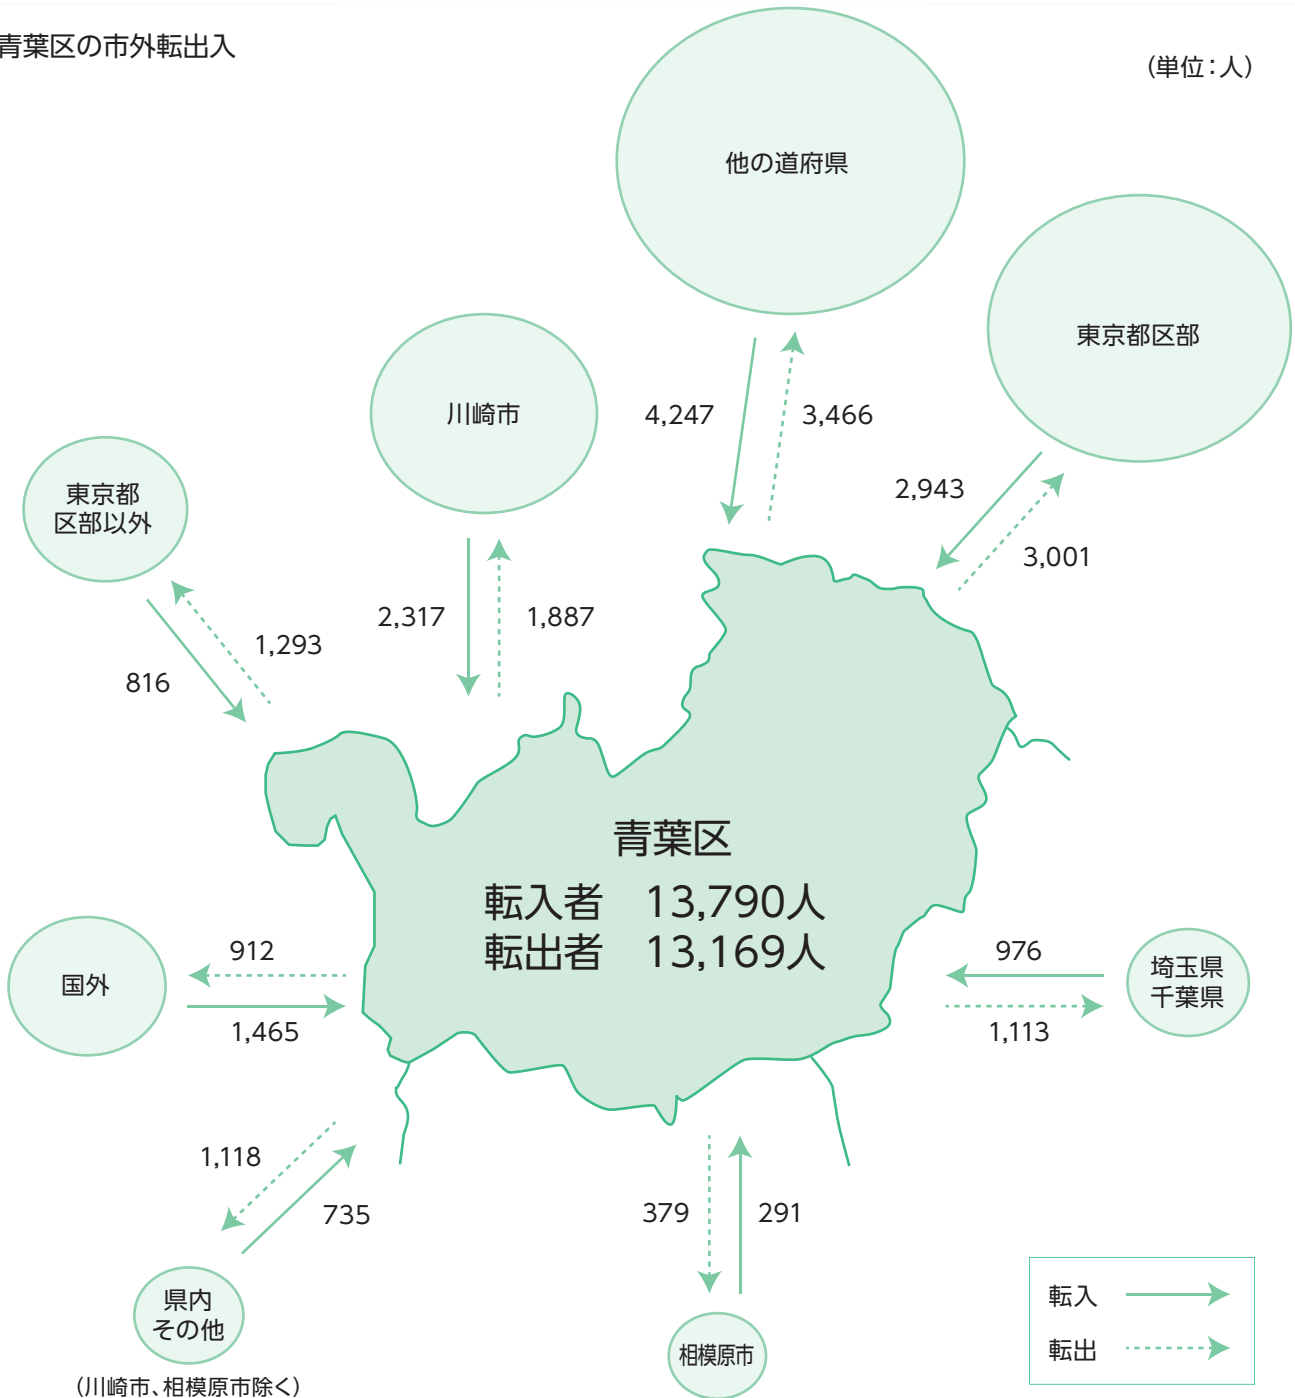 青葉区の市外転出入
（単位：人）
他の道府県
東京都区部
川崎市
東京都
区部以外
4,247
3,466
2,943
3,001
2,317
1,887
1,293
816
青葉区
転入者　13,790人
転出者　13,169人
国外
912
1,465
976
1,113
埼玉県
千葉県
1,118
735
379
291
県内
その他
（川崎市、相模原市除く）
相模原市
転入
転出